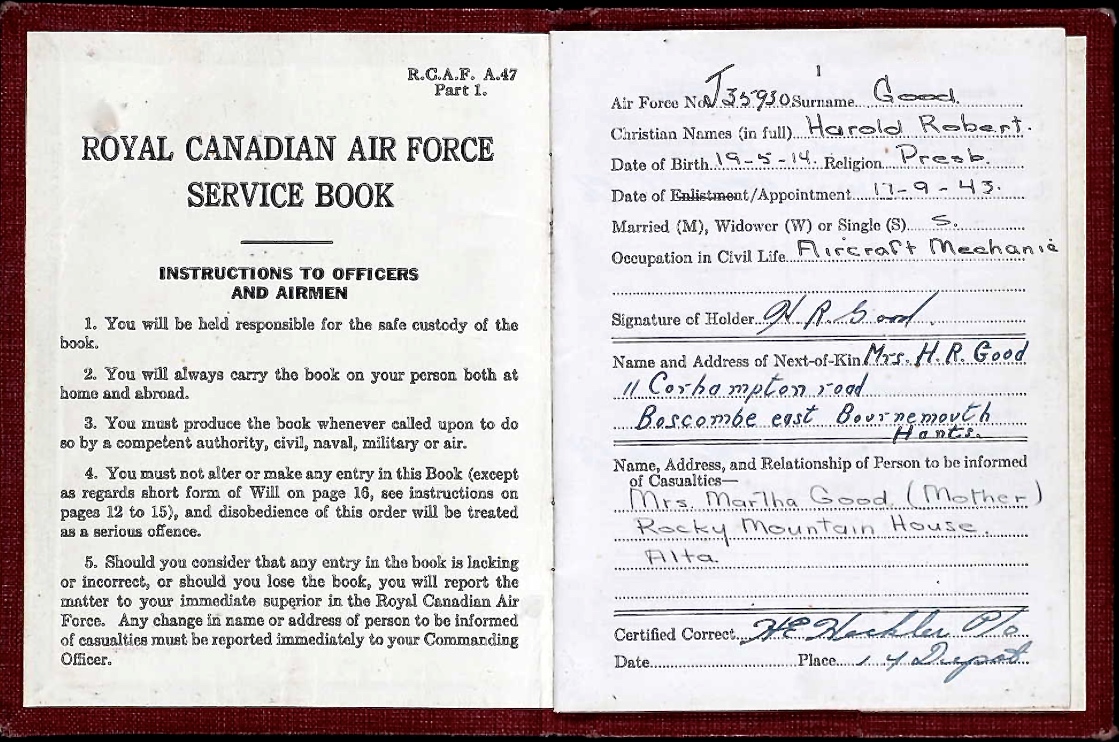 R.C.A.F. A.47
Part 1.
ROYAL CANADIAN AIR FORCE
SERVICE BOOK
INSTRUCTIONS TO OFFICERS
AND AIRMEN
1. You will be held responsible for the safe custody of the
book.
2. You will always carry the book on your person both at
home and abroad.
3. You must produce the book whenever called upon to do
so by a competent authority, civil, naval, military or air.
4. You must not alter or make any entry in this Book (except
as regards short form of Will on page 16, see instructions on
pages 12 to 15), and disobedience of this order will be treated
as a serious offence.
5. Should you consider that any entry in the book is lacking
or incorrect, or should you lose the book, you will report the
matter to your immediate superior in the Royal Canadian Air
Force. Any change in name or address of person to be informed
of casualties must be reported immediately to your Commanding
Officer.
1
Air Force No. J35930 Surname Good.
Christian Names (in full) Harold Robert.
Date of Birth 19-5-14. Religion Presb.
Date of Enlistment/Appointment 17-9-43.
Married (M), Widower (W) or Single (S) S.
Occupation in Civil Life Aircraft Mechanic
Signature of Holder H R Good.
Name and Address of Next-of-Kin Mrs. H.R. Good
11 Corhampton road
Boscombe east Bournemouth
Hants.
Name, Address, and Relationship of Person to be informed
of Casualties—
Mrs. Martha Good (Mother)
Rocky Mountain House.
Alta.
Certified Correct P/o
Date Place 4 Depot